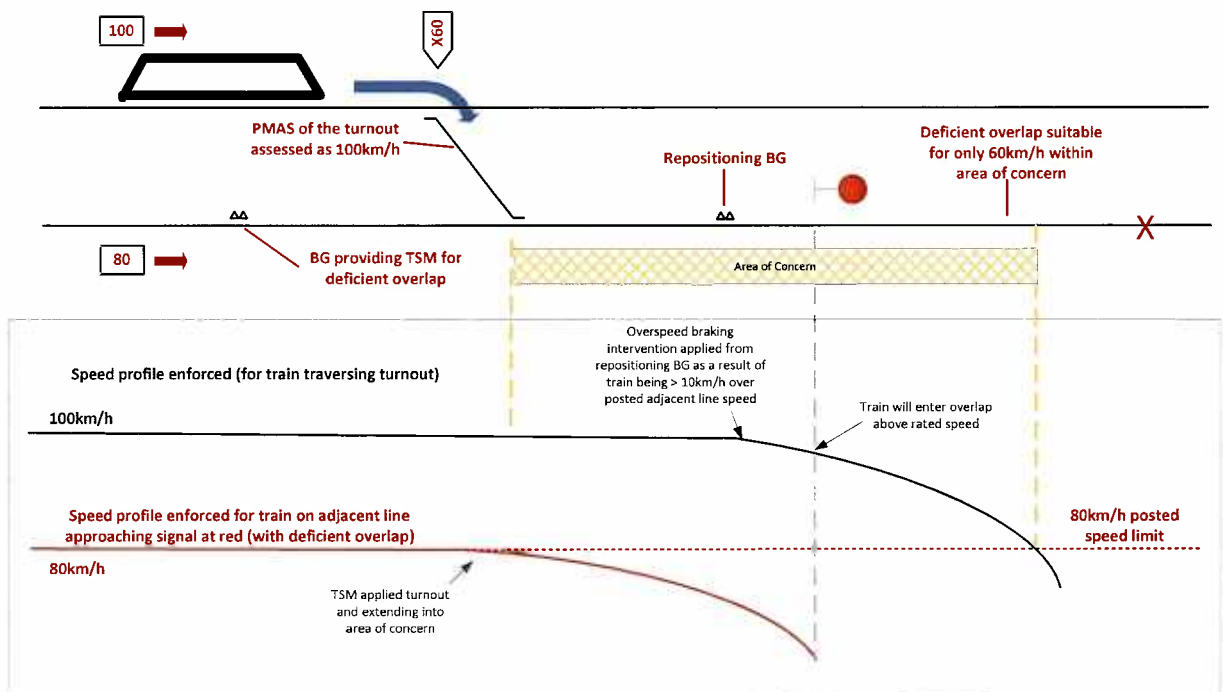 100
X60
PMAS of the turnout
assessed as 100km/h
Repositioning BG
Deficient overlap suitable
for only 60km/h within
area of concern
X
80
BG providing TSM for
deficient overlap
Area of Concern
Speed profile enforced (for train traversing turnout)
100km/h
Overspeed braking
intervention applied from
repositioning BG as a result of
train being > 10km/h over
posted adjacent line speed
Train will enter overlap
above rated speed
Speed profile enforced for train on adjacent line
approaching signal at red (with deficient overlap)
80km/h
80km/h posted
speed limit
TSM applied turnout
and extending into
area of concern